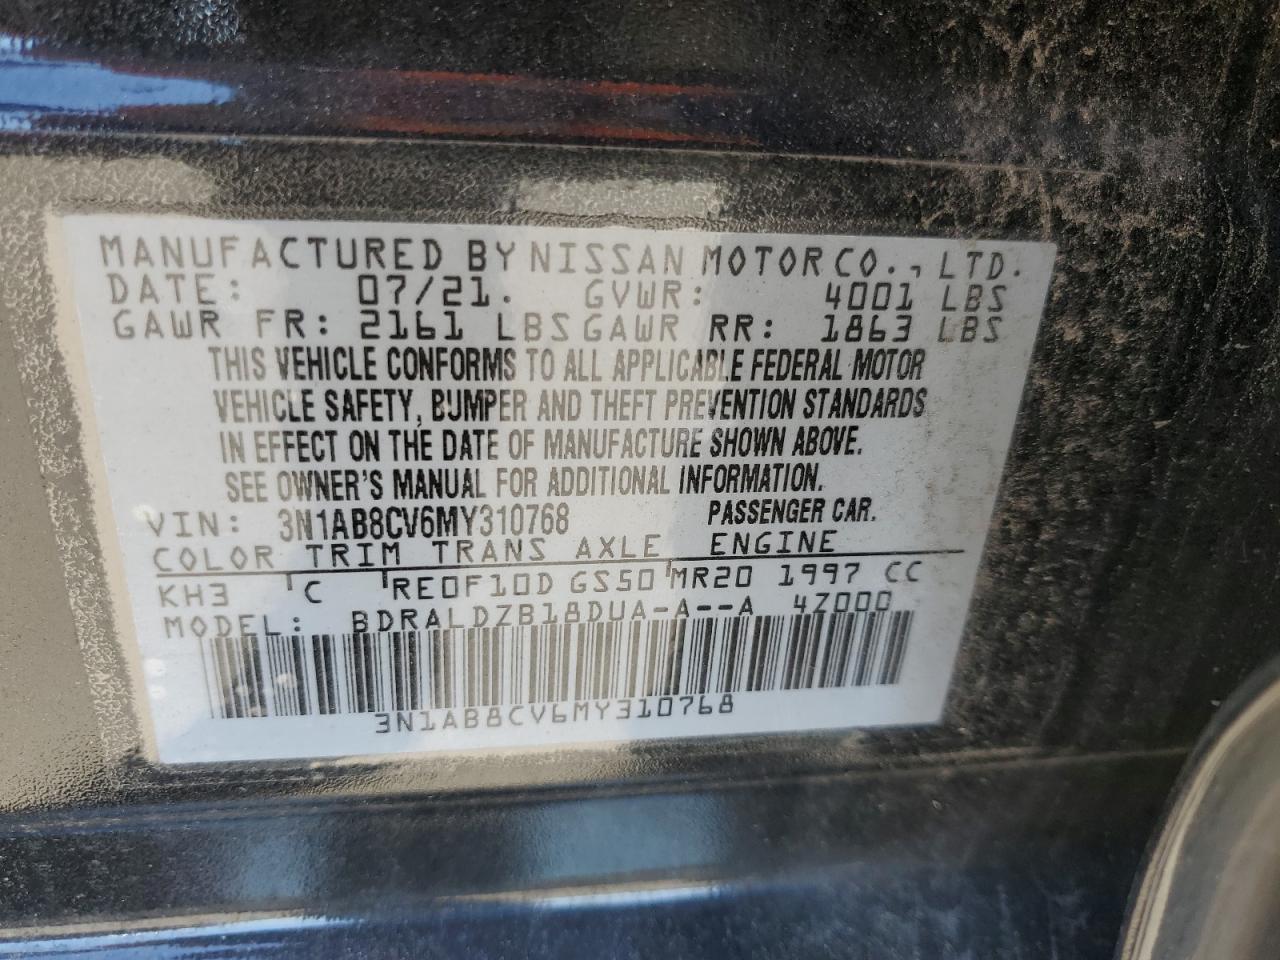 MANUFACTURED BY NISSAN MOTOR CO., LTD.
DATE: 07/21. GVWR: 4001 LBS
GAWR FR: 2161 LBS GAWR RR: 1863 LBS
THIS VEHICLE CONFORMS TO ALL APPLICABLE FEDERAL MOTOR
VEHICLE SAFETY, BUMPER AND THEFT PREVENTION STANDARDS
IN EFFECT ON THE DATE OF MANUFACTURE SHOWN ABOVE.
SEE OWNER'S MANUAL FOR ADDITIONAL INFORMATION.
VIN: 3N1AB8CV6MY310768 PASSENGER CAR.
COLOR TRIM TRANS AXLE ENGINE
KH3 C RE0F10D GS50 MR20 1997 CC
MODEL: BDRALDZB18DUA-A--A 4Z000
3N1AB8CV6MY310768